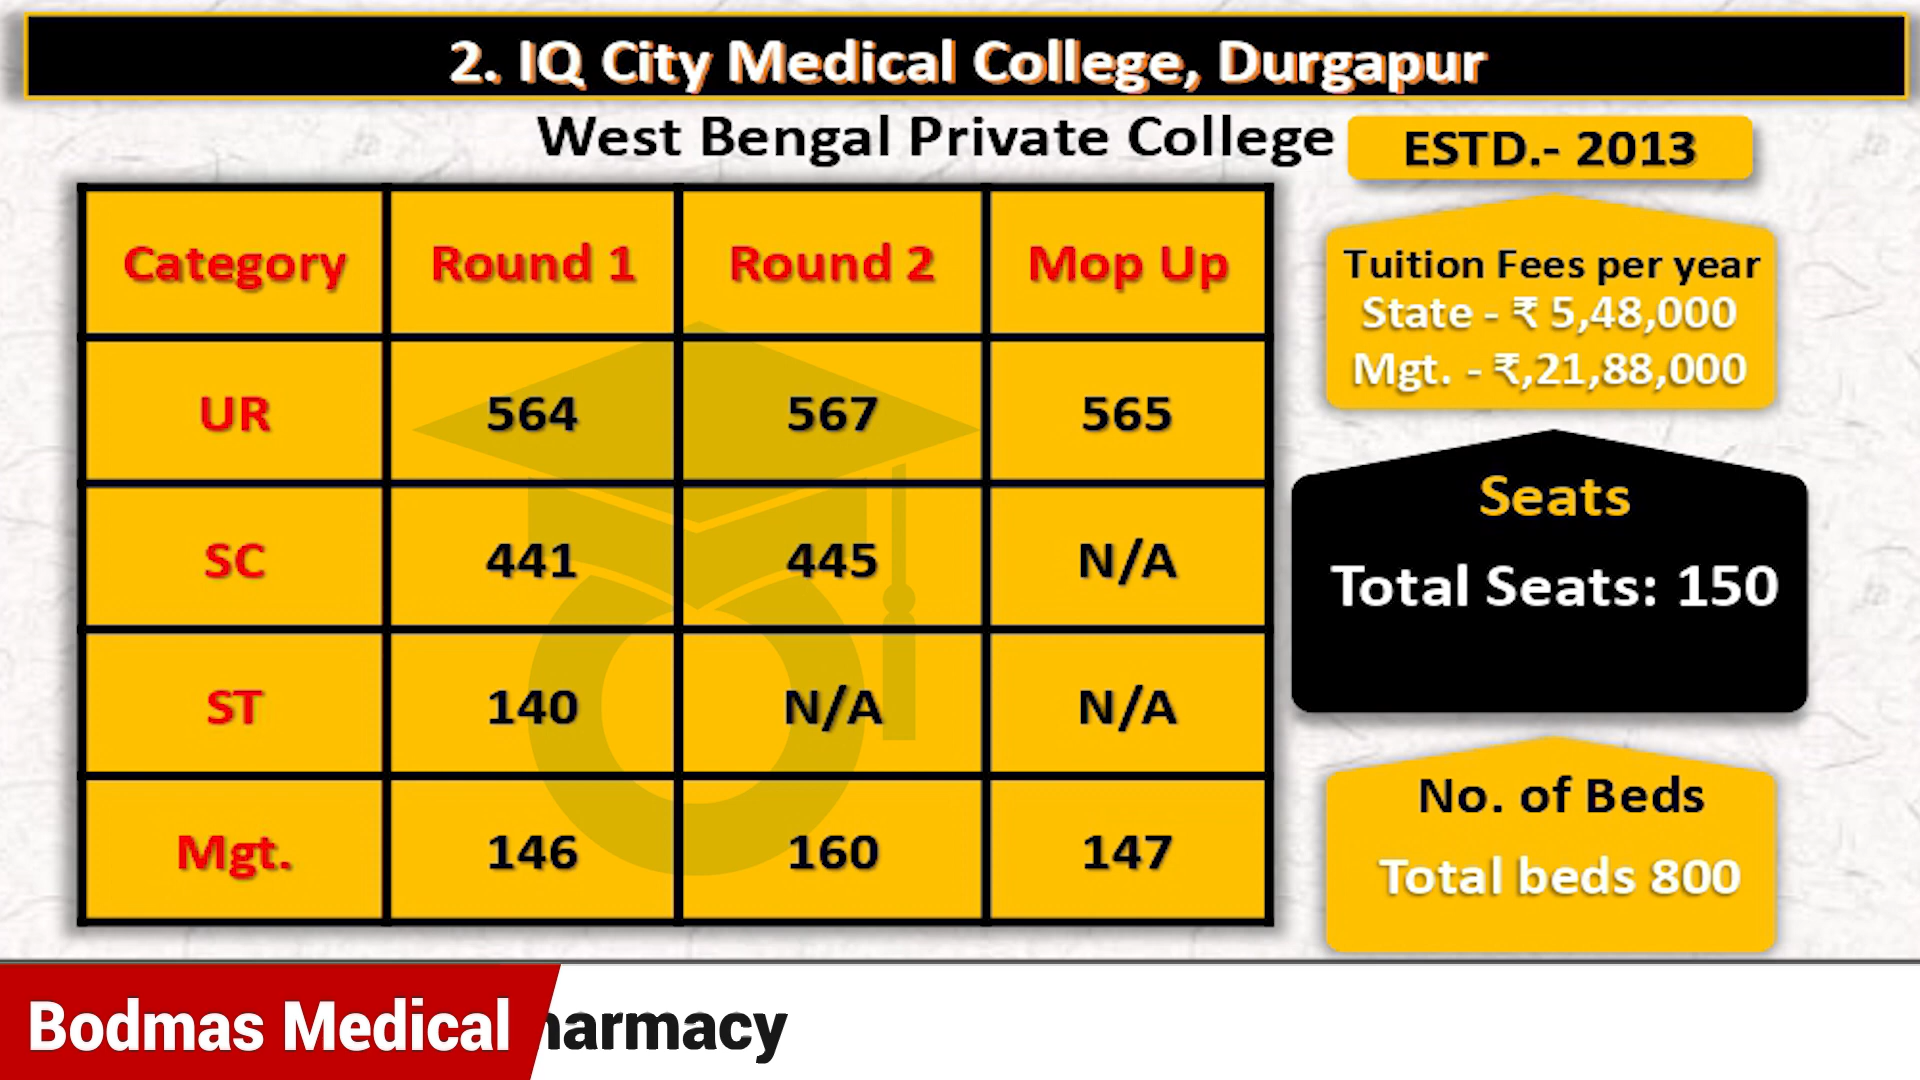 2. IQ City Medical College, Durgapur
West Bengal Private College
ESTD.- 2013
Category Round 1 Round 2 Mop Up
UR 564 567 565
SC 441 445 N/A
ST 140 N/A N/A
Mgt. 146 160 147
Tuition Fees per year
State - ₹ 5,48,000
Mgt. - ₹,21,88,000
Seats
Total Seats: 150
No. of Beds
Total beds 800
Bodmas Medical